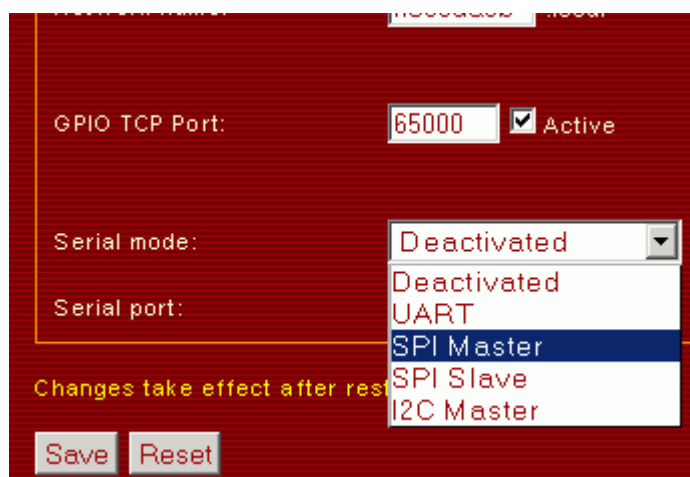 GPIO TCP Port: 65000 Active
Serial mode: Deactivated
Deactivated
Serial port: UART
SPI Master
SPI Slave
Changes take effect after rest
I2C Master
Save Reset